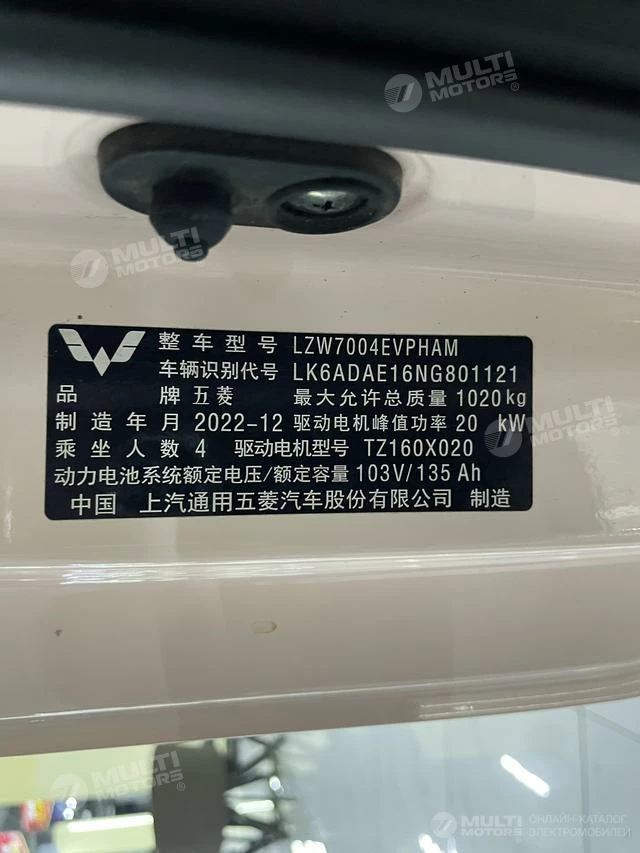 MULTI
MOTORS®
MULTI
MOTORS®
整车型号 LZW7004EVPHAM
车辆识别代号 LK6ADAE16NG801121
品牌 五菱 最大允许总质量 1020 kg
制造年月 2022-12 驱动电机峰值功率 20 kW
乘坐人数 4 驱动电机型号 TZ160X020
动力电池系统额定电压/额定容量 103V/135 Ah
中国 上汽通用五菱汽车股份有限公司 制造
MULTI
MOTORS®
MULTI
MOTORS®
MULTI
MOTORS
ОНЛАЙН-КАТАЛОГ
ЭЛЕКТРОМОБИЛЕЙ